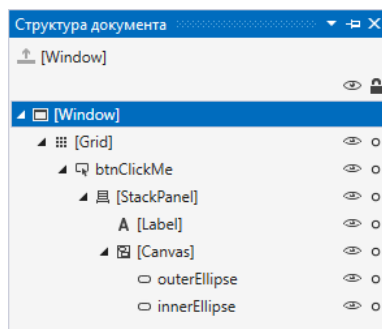 Структура документа
[Window]
[Window]
[Grid]
btnClickMe
[StackPanel]
A [Label]
[Canvas]
outerEllipse
innerEllipse